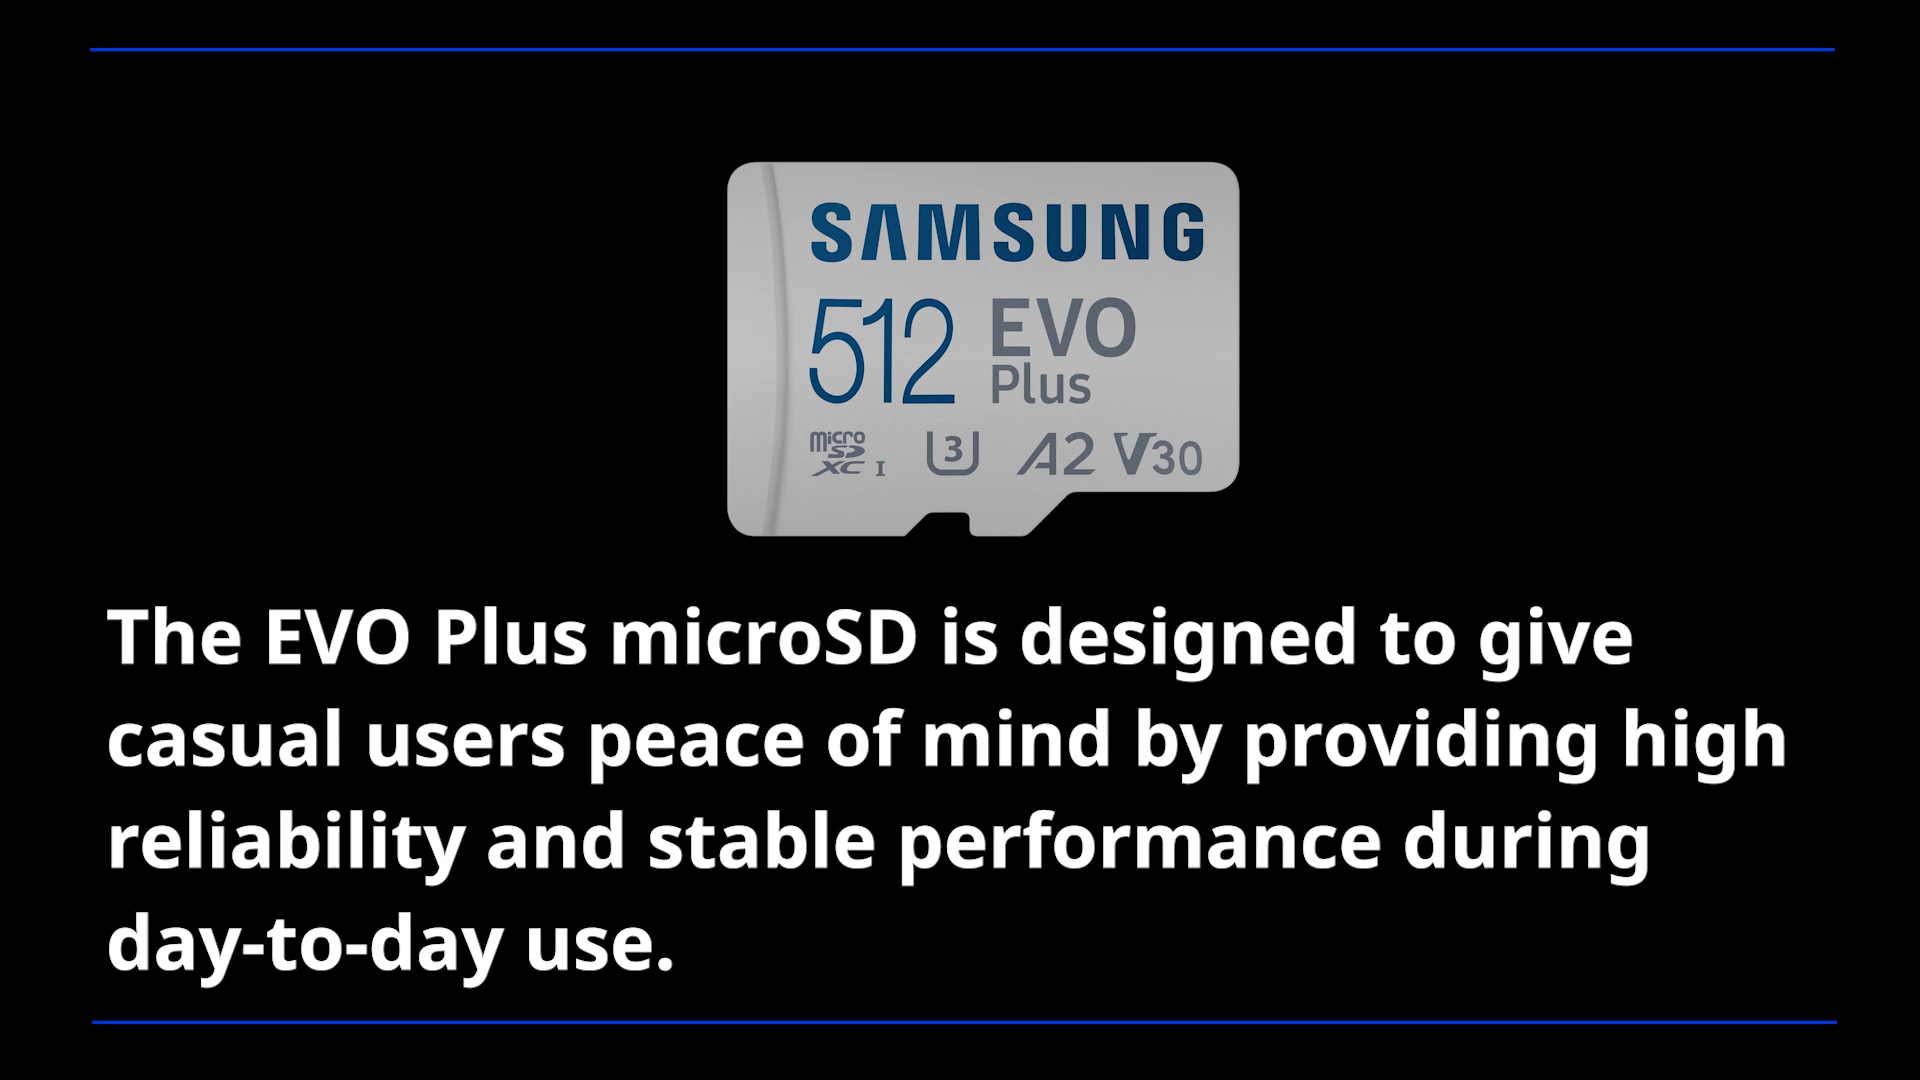 SAMSUNG
512 EVO
Plus
micro SD XC I U3 A2 V30
The EVO Plus microSD is designed to give
casual users peace of mind by providing high
reliability and stable performance during
day-to-day use.